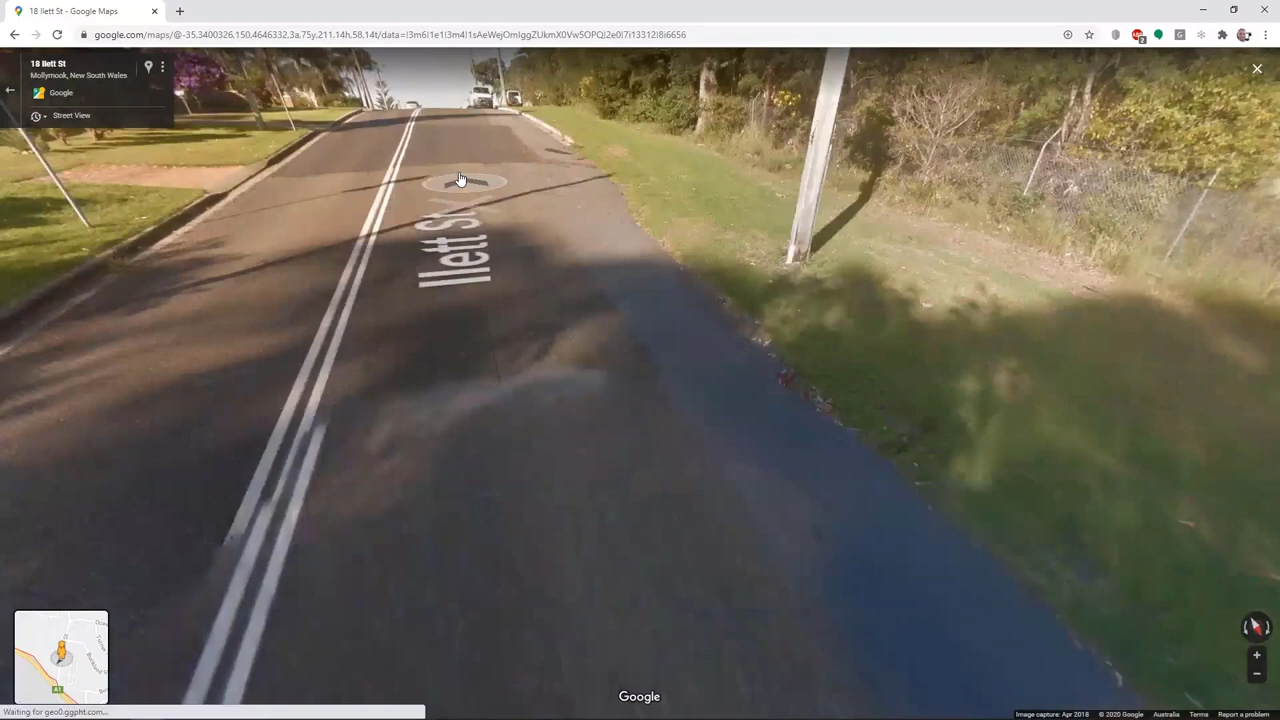 18 Ilett St - Google Maps
google.com/maps/@-35.3400326,150.4646332,3a.75y,211.14h,58.14t/data=!3m6!1e1!3m4!1sAeWejOmIggZUkmX0Vw5OPQ!2e0!7i13312!8i6656
18 Ilett St
Mollymook, New South Wales
Google
Street View
Ilett St
A1
Google
Waiting for geo0.ggpht.com...
Image capture: Apr 2018 © 2020 Google Australia Terms Report a problem